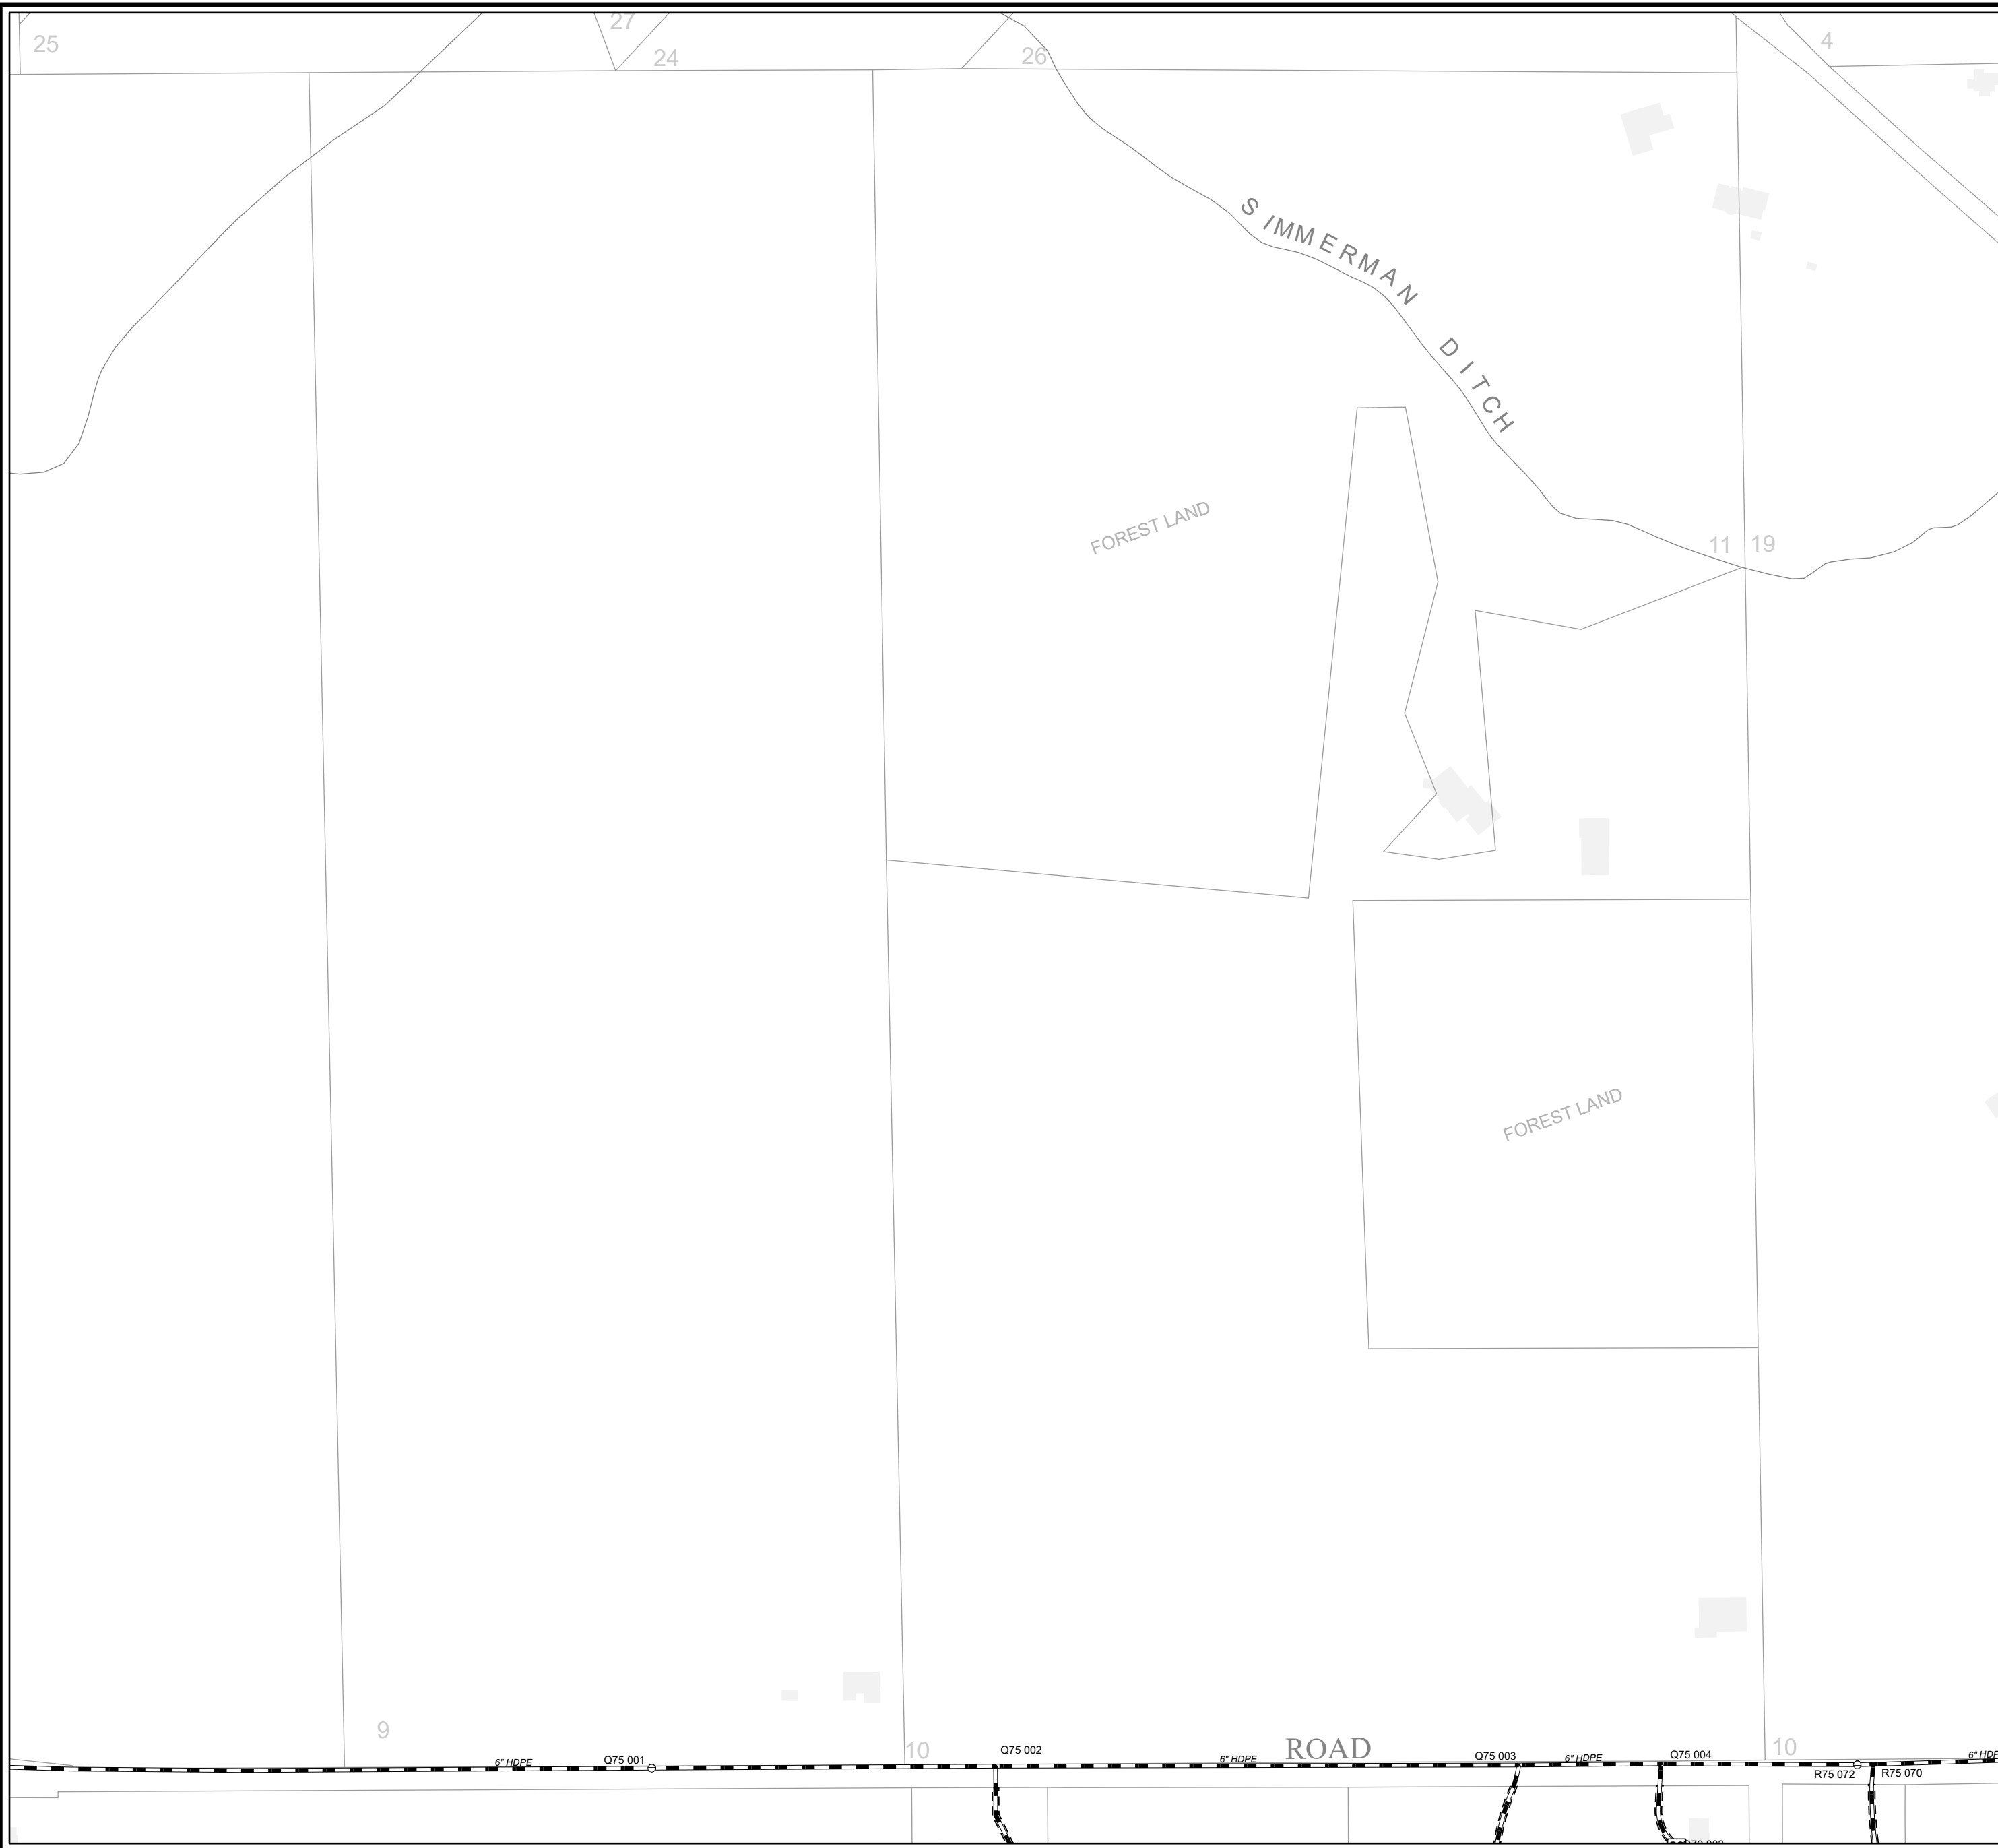 27
4
25
24
26
SIMMERMAN DITCH
FOREST LAND
11 19
FOREST LAND
9
10
Q75 002
ROAD
10
6" HDPE
Q75 001
6" HDPE
Q75 003
6" HDPE
Q75 004
R75 072
R75 070